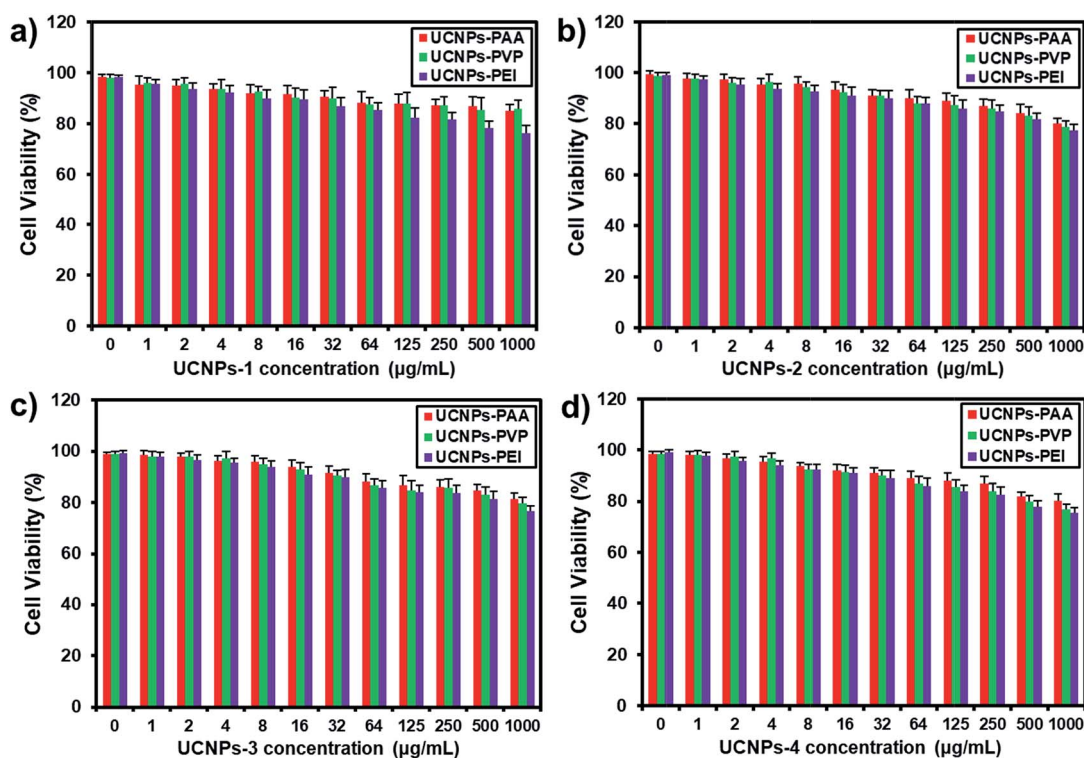 a)
120
100
80
60
40
20
0
Cell Viability (%)
UCNPs-PAA
UCNPs-PVP
UCNPs-PEI
0 1 2 4 8 16 32 64 125 250 500 1000
UCNPs-1 concentration (µg/mL)
b)
120
100
80
60
40
20
0
Cell Viability (%)
UCNPs-PAA
UCNPs-PVP
UCNPs-PEI
0 1 2 4 8 16 32 64 125 250 500 1000
UCNPs-2 concentration (µg/mL)
c)
120
100
80
60
40
20
0
Cell Viability (%)
UCNPs-PAA
UCNPs-PVP
UCNPs-PEI
0 1 2 4 8 16 32 64 125 250 500 1000
UCNPs-3 concentration (µg/mL)
d)
120
100
80
60
40
20
0
Cell Viability (%)
UCNPs-PAA
UCNPs-PVP
UCNPs-PEI
0 1 2 4 8 16 32 64 125 250 500 1000
UCNPs-4 concentration (µg/mL)